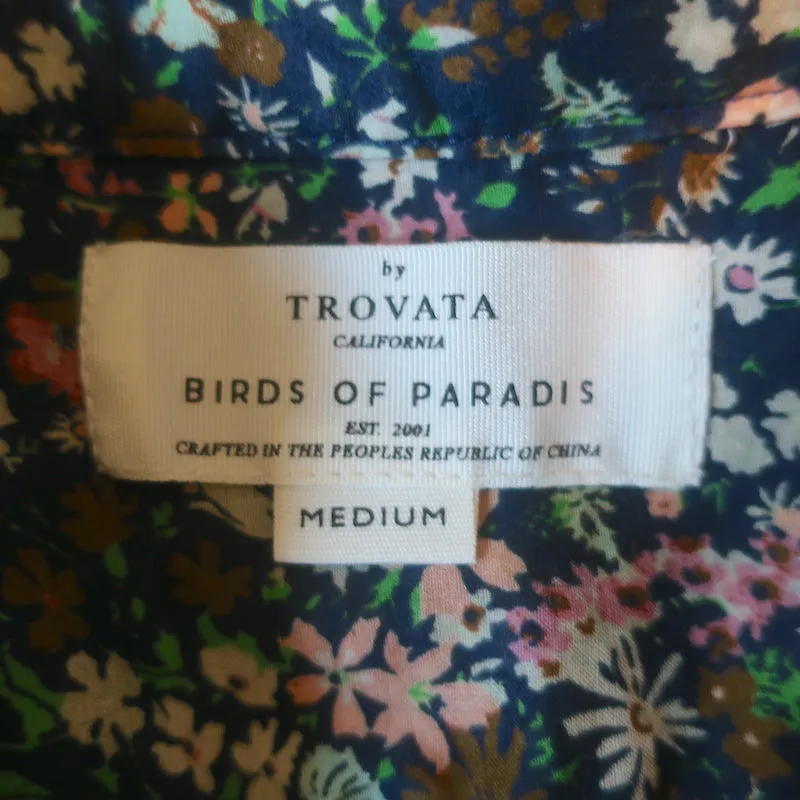 by
TROVATA
CALIFORNIA
BIRDS OF PARADIS
EST. 2001
CRAFTED IN THE PEOPLES REPUBLIC OF CHINA
MEDIUM